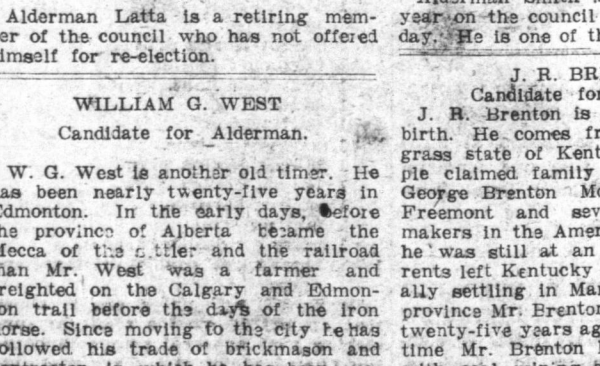 Alderman Latta is a retiring mem-
er of the council who has not offered
imself for re-election.
WILLIAM G. WEST
Candidate for Alderman.
W. G. West is another old timer. He
as been nearly twenty-five years in
dmonton. In the early days, before
he province of Alberta became the
Mecca of the settler and the railroad
man Mr. West was a farmer and
reighted on the Calgary and Edmon-
on trail before the days of the iron
orse. Since moving to the city he has
ollowed his trade of brickmason and
year on the council
day. He is one of th
J. R. BR
Candidate for
J. R. Brenton is
birth. He comes fr
grass state of Kent
ple claimed family
George Brenton Mc
Freemont and sev
makers in the Amer
he was still at an
rents left Kentucky
ally settling in Man
province Mr. Brenton
twenty-five years ag
time Mr. Brenton